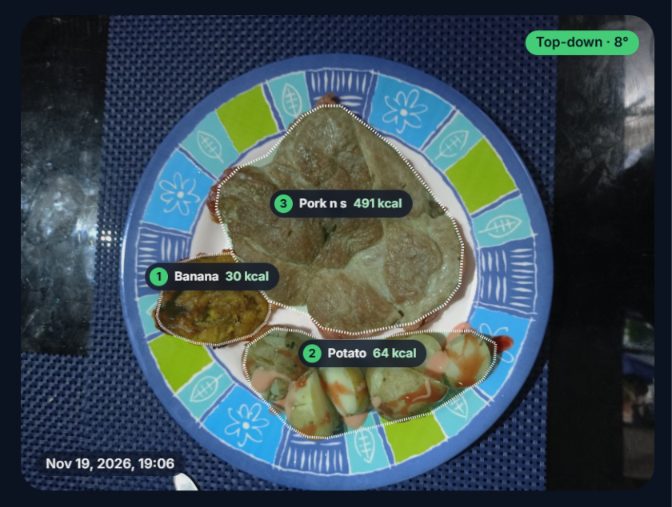 Top-down · 8°
3 Pork n s 491 kcal
1 Banana 30 kcal
2 Potato 64 kcal
Nov 19, 2026, 19:06